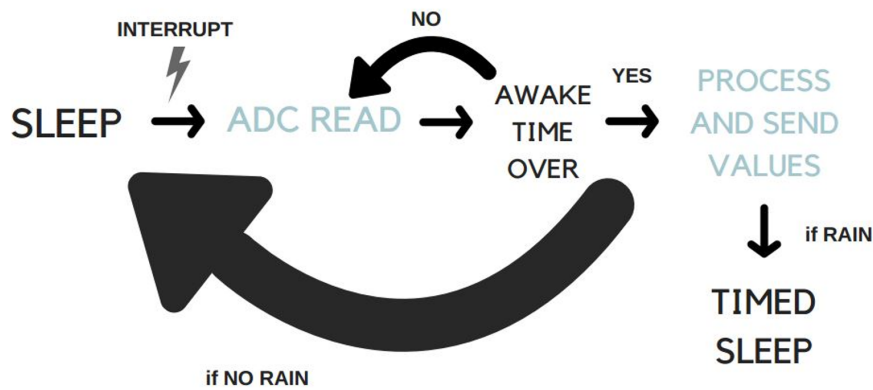 INTERRUPT
NO
SLEEP
ADC READ
AWAKE
TIME
OVER
YES
PROCESS
AND SEND
VALUES
if RAIN
TIMED
SLEEP
if NO RAIN